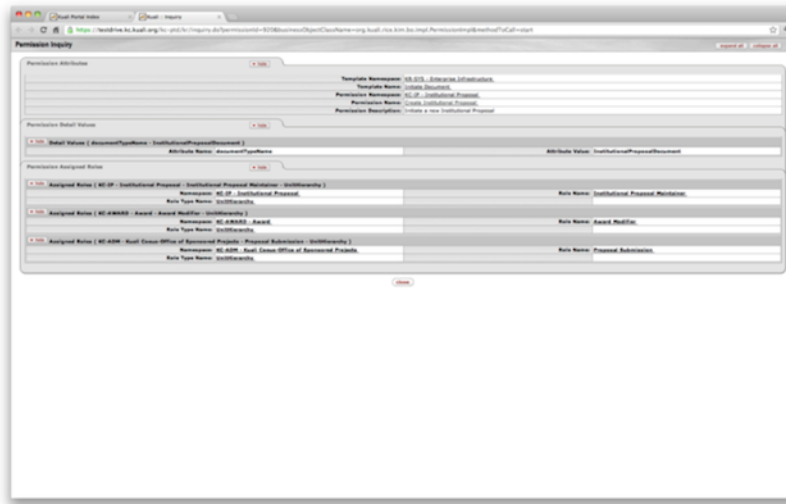 Kuali Portal Index
Kuali :: Inquiry
https://testdrive.kc.kuali.org/kc-ptd/kr/inquiry.do?permissionId=920&businessObjectClassName=org.kuali.rice.kim.bo.impl.PermissionImpl&methodToCall=start
Permission Inquiry
expand all
collapse all
Permission Attributes
hide
Template Namespace: KR-SYS - Enterprise Infrastructure
Template Name: Initiate Document
Permission Namespace: KC-IP - Institutional Proposal
Permission Name: Create Institutional Proposal
Permission Description: Initiate a new Institutional Proposal
Permission Detail Values
hide
hide Detail Values ( documentTypeName - InstitutionalProposalDocument )
Attribute Name: documentTypeName Attribute Value: InstitutionalProposalDocument
Permission Assigned Roles
hide
hide Assigned Roles ( KC-IP - Institutional Proposal - Institutional Proposal Maintainer - UnitHierarchy )
Namespace: KC-IP - Institutional Proposal Role Name: Institutional Proposal Maintainer
Role Type Name: UnitHierarchy
hide Assigned Roles ( KC-AWARD - Award - Award Modifier - UnitHierarchy )
Namespace: KC-AWARD - Award Role Name: Award Modifier
Role Type Name: UnitHierarchy
hide Assigned Roles ( KC-ADM - Kuali Coeus-Office of Sponsored Projects - Proposal Submission - UnitHierarchy )
Namespace: KC-ADM - Kuali Coeus-Office of Sponsored Projects Role Name: Proposal Submission
Role Type Name: UnitHierarchy
close